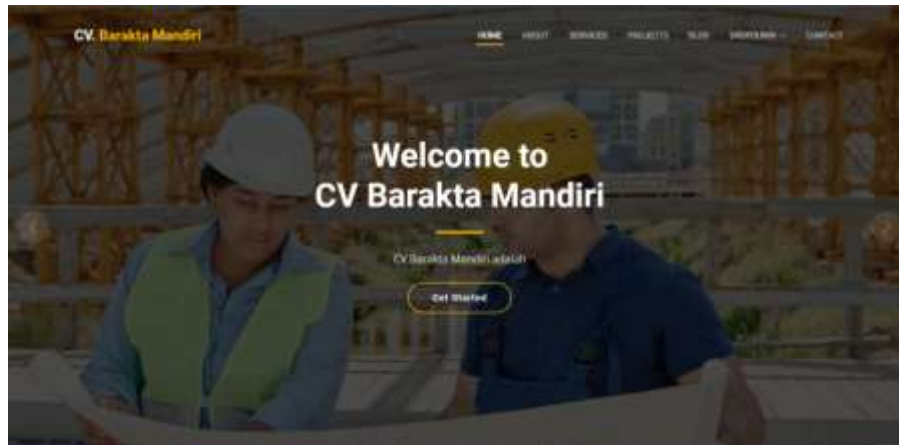 CV. Barakta Mandiri
HOME ABOUT SERVICES PROJECTS BLOG DROPDOWN CONTACT
Welcome to
CV Barakta Mandiri
CV Barakta Mandiri adalah
Get Started